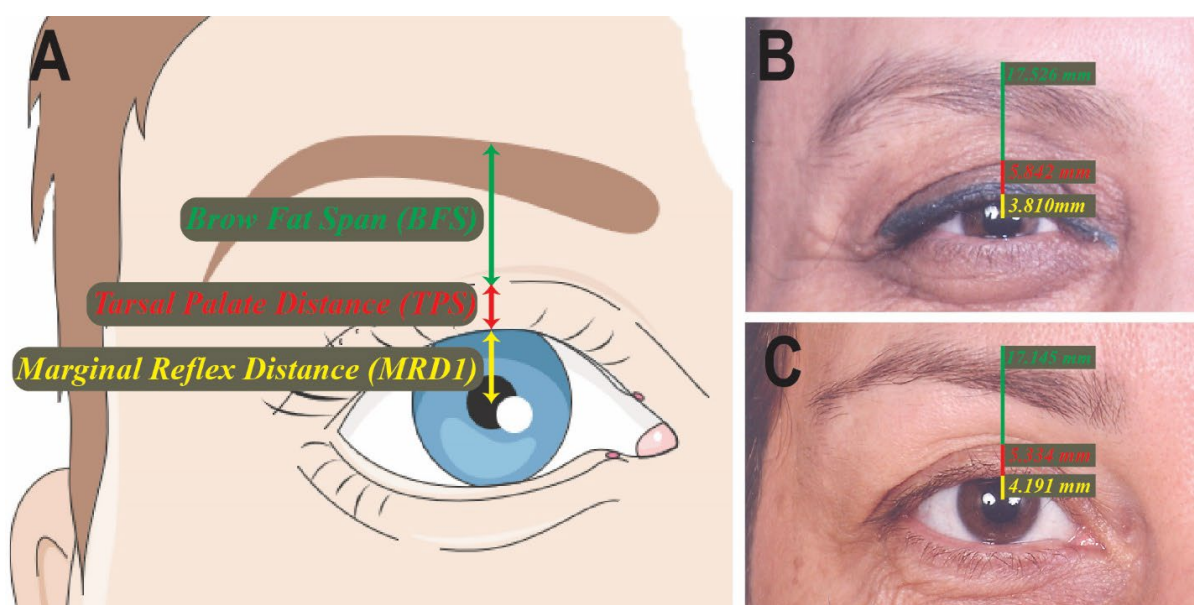 A
Brow Fat Span (BFS)
Tarsal Palate Distance (TPS)
Marginal Reflex Distance (MRD1)
B
17.526 mm
5.842 mm
3.810mm
C
17.145 mm
4.191 mm